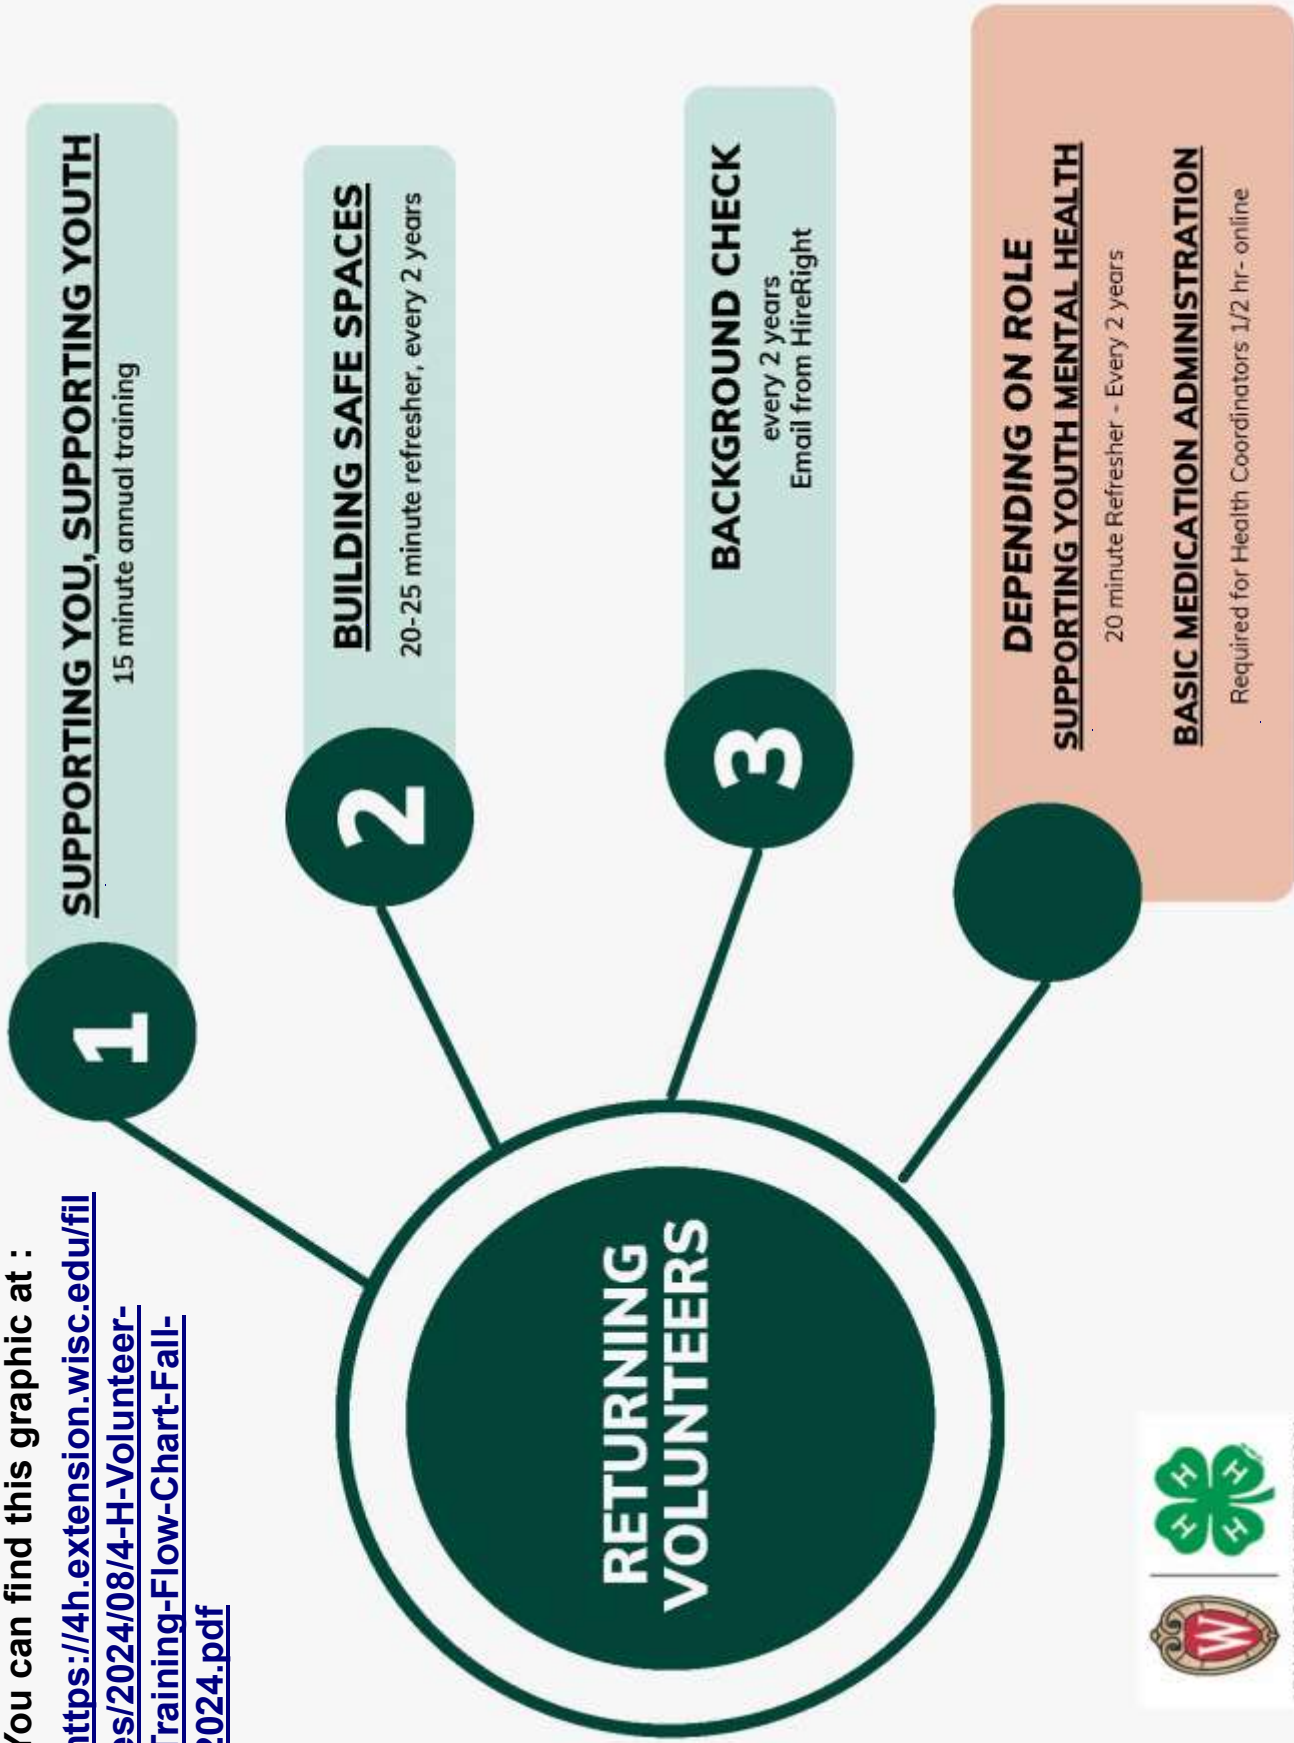 You can find this graphic at :
https://4h.extension.wisc.edu/fil
es/2024/08/4-H-Volunteer-
Training-Flow-Chart-Fall-
2024.pdf
RETURNING
VOLUNTEERS
1
SUPPORTING YOU, SUPPORTING YOUTH
15 minute annual training
2
BUILDING SAFE SPACES
20-25 minute refresher, every 2 years
3
BACKGROUND CHECK
every 2 years
Email from HireRight
DEPENDING ON ROLE
SUPPORTING YOUTH MENTAL HEALTH
20 minute Refresher - Every 2 years
BASIC MEDICATION ADMINISTRATION
Required for Health Coordinators 1/2 hr- online
W
H H
H H